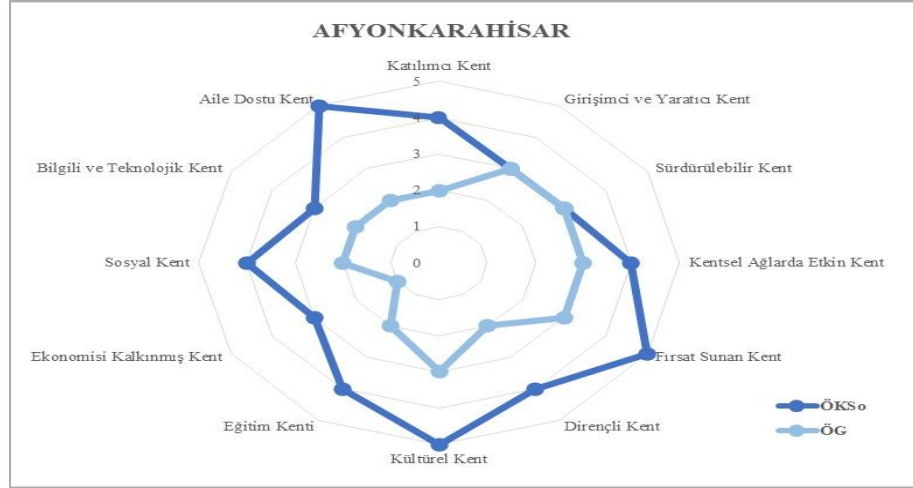 AFYONKARAHİSAR
Katılımcı Kent
Girişimci ve Yaratıcı Kent
Sürdürülebilir Kent
Kentsel Ağlarda Etkin Kent
Fırsat Sunan Kent
Dirençli Kent
Kültürel Kent
Eğitim Kenti
Ekonomisi Kalkınmış Kent
Sosyal Kent
Bilgili ve Teknolojik Kent
Aile Dostu Kent
5
4
3
2
1
0
ÖKSo
ÖG